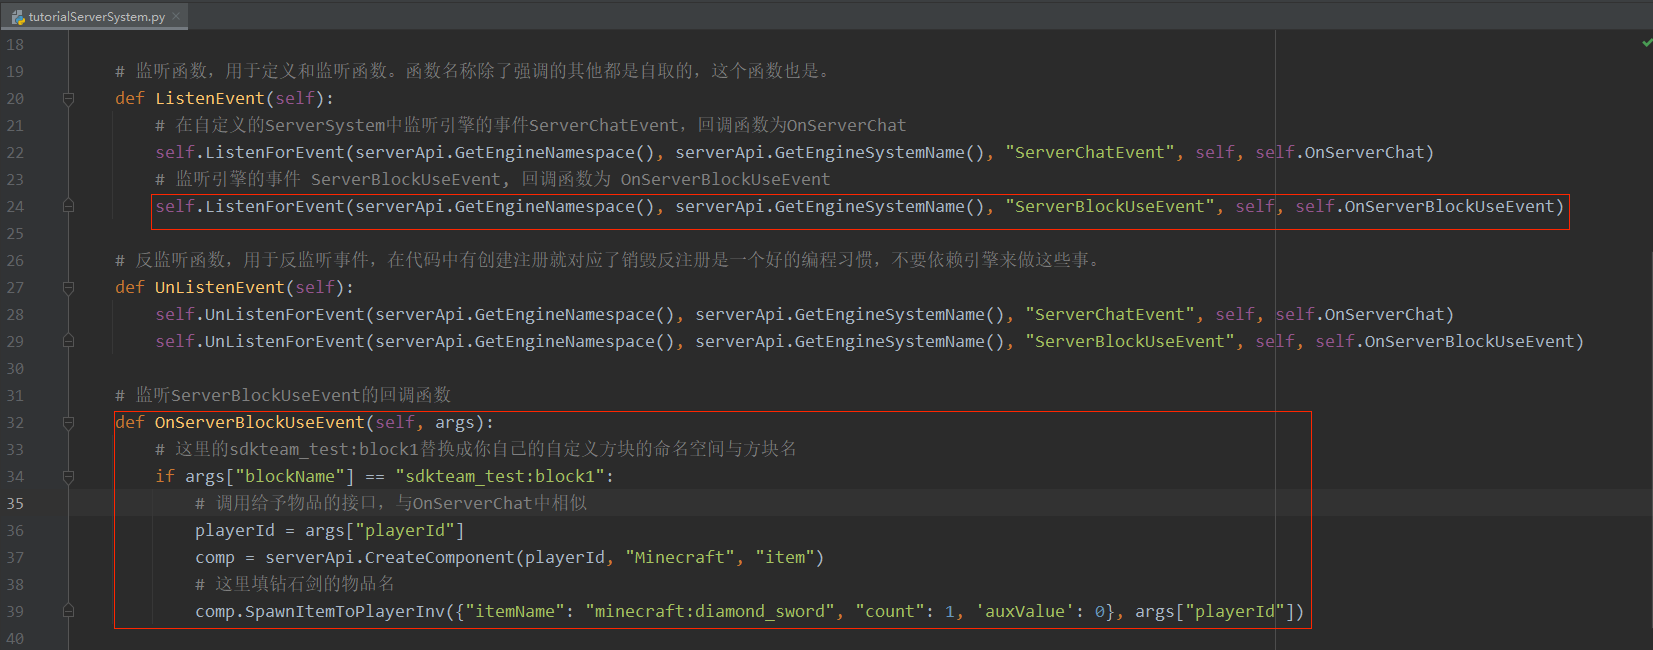 tutorialServerSystem.py
18
19 # 监听函数，用于定义和监听函数。函数名称除了强调的其他都是自取的，这个函数也是。
20 def ListenEvent(self):
21 # 在自定义的ServerSystem中监听引擎的事件ServerChatEvent，回调函数为OnServerChat
22 self.ListenForEvent(serverApi.GetEngineNamespace(), serverApi.GetEngineSystemName(), "ServerChatEvent", self, self.OnServerChat)
23 # 监听引擎的事件 ServerBlockUseEvent, 回调函数为 OnServerBlockUseEvent
24 self.ListenForEvent(serverApi.GetEngineNamespace(), serverApi.GetEngineSystemName(), "ServerBlockUseEvent", self, self.OnServerBlockUseEvent)
25
26 # 反监听函数，用于反监听事件，在代码中有创建注册就对应了销毁反注册是一个好的编程习惯，不要依赖引擎来做这些事。
27 def UnListenEvent(self):
28 self.UnListenForEvent(serverApi.GetEngineNamespace(), serverApi.GetEngineSystemName(), "ServerChatEvent", self, self.OnServerChat)
29 self.UnListenForEvent(serverApi.GetEngineNamespace(), serverApi.GetEngineSystemName(), "ServerBlockUseEvent", self, self.OnServerBlockUseEvent)
30
31 # 监听ServerBlockUseEvent的回调函数
32 def OnServerBlockUseEvent(self, args):
33 # 这里的sdkteam_test:block1替换成你自己的自定义方块的命名空间与方块名
34 if args["blockName"] == "sdkteam_test:block1":
35 # 调用给予物品的接口，与OnServerChat中相似
36 playerId = args["playerId"]
37 comp = serverApi.CreateComponent(playerId, "Minecraft", "item")
38 # 这里填钻石剑的物品名
39 comp.SpawnItemToPlayerInv({"itemName": "minecraft:diamond_sword", "count": 1, 'auxValue': 0}, args["playerId"])
40